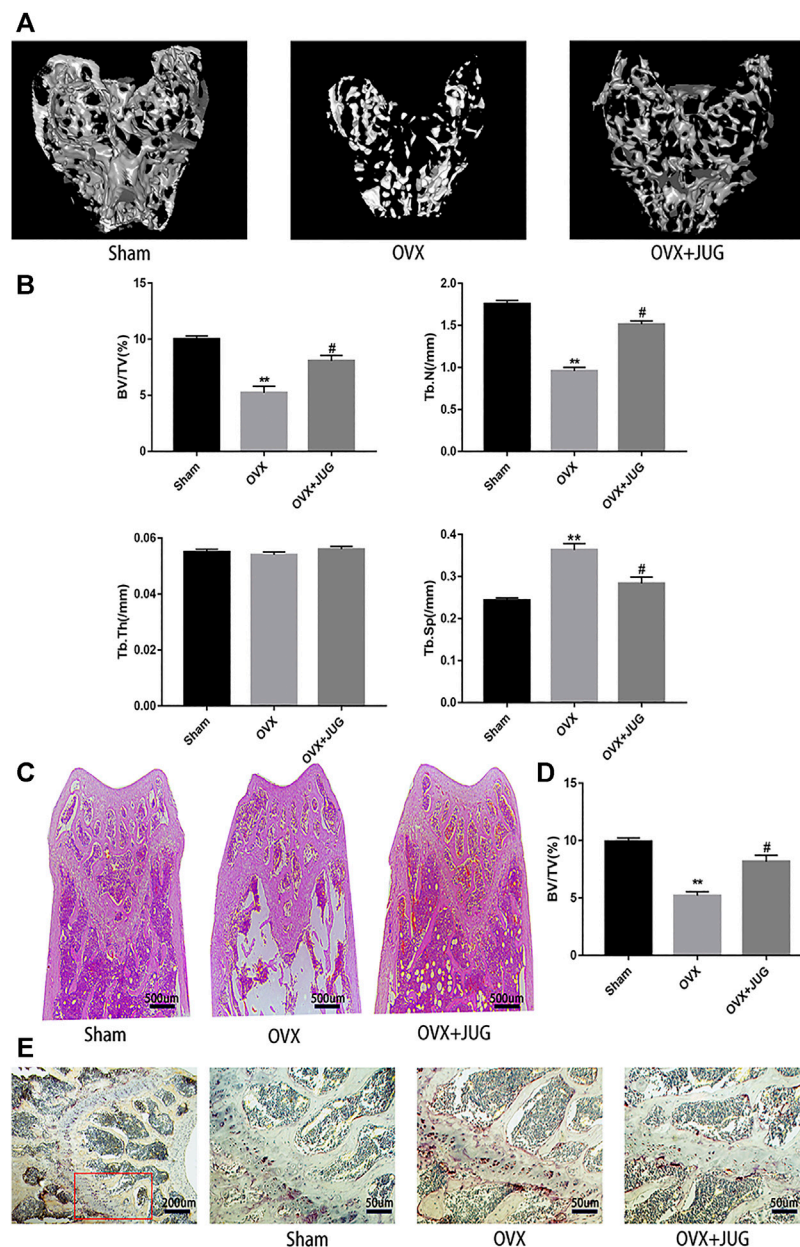 A
Sham
OVX
OVX+JUG
B
BV/TV(%)
15
10
5
0
**
#
Sham
OVX
OVX+JUG
Tb.N(/mm)
2.0
1.5
1.0
0.5
0.0
**
#
Sham
OVX
OVX+JUG
Tb.Th(/mm)
0.06
0.04
0.02
0.00
Sham
OVX
OVX+JUG
Tb.Sp(/mm)
0.4
0.3
0.2
0.1
0.0
**
#
Sham
OVX
OVX+JUG
C
500um
500um
500um
Sham
OVX
OVX+JUG
D
BV/TV(%)
15
10
5
0
**
#
Sham
OVX
OVX+JUG
E
200um
50um
50um
50um
Sham
OVX
OVX+JUG